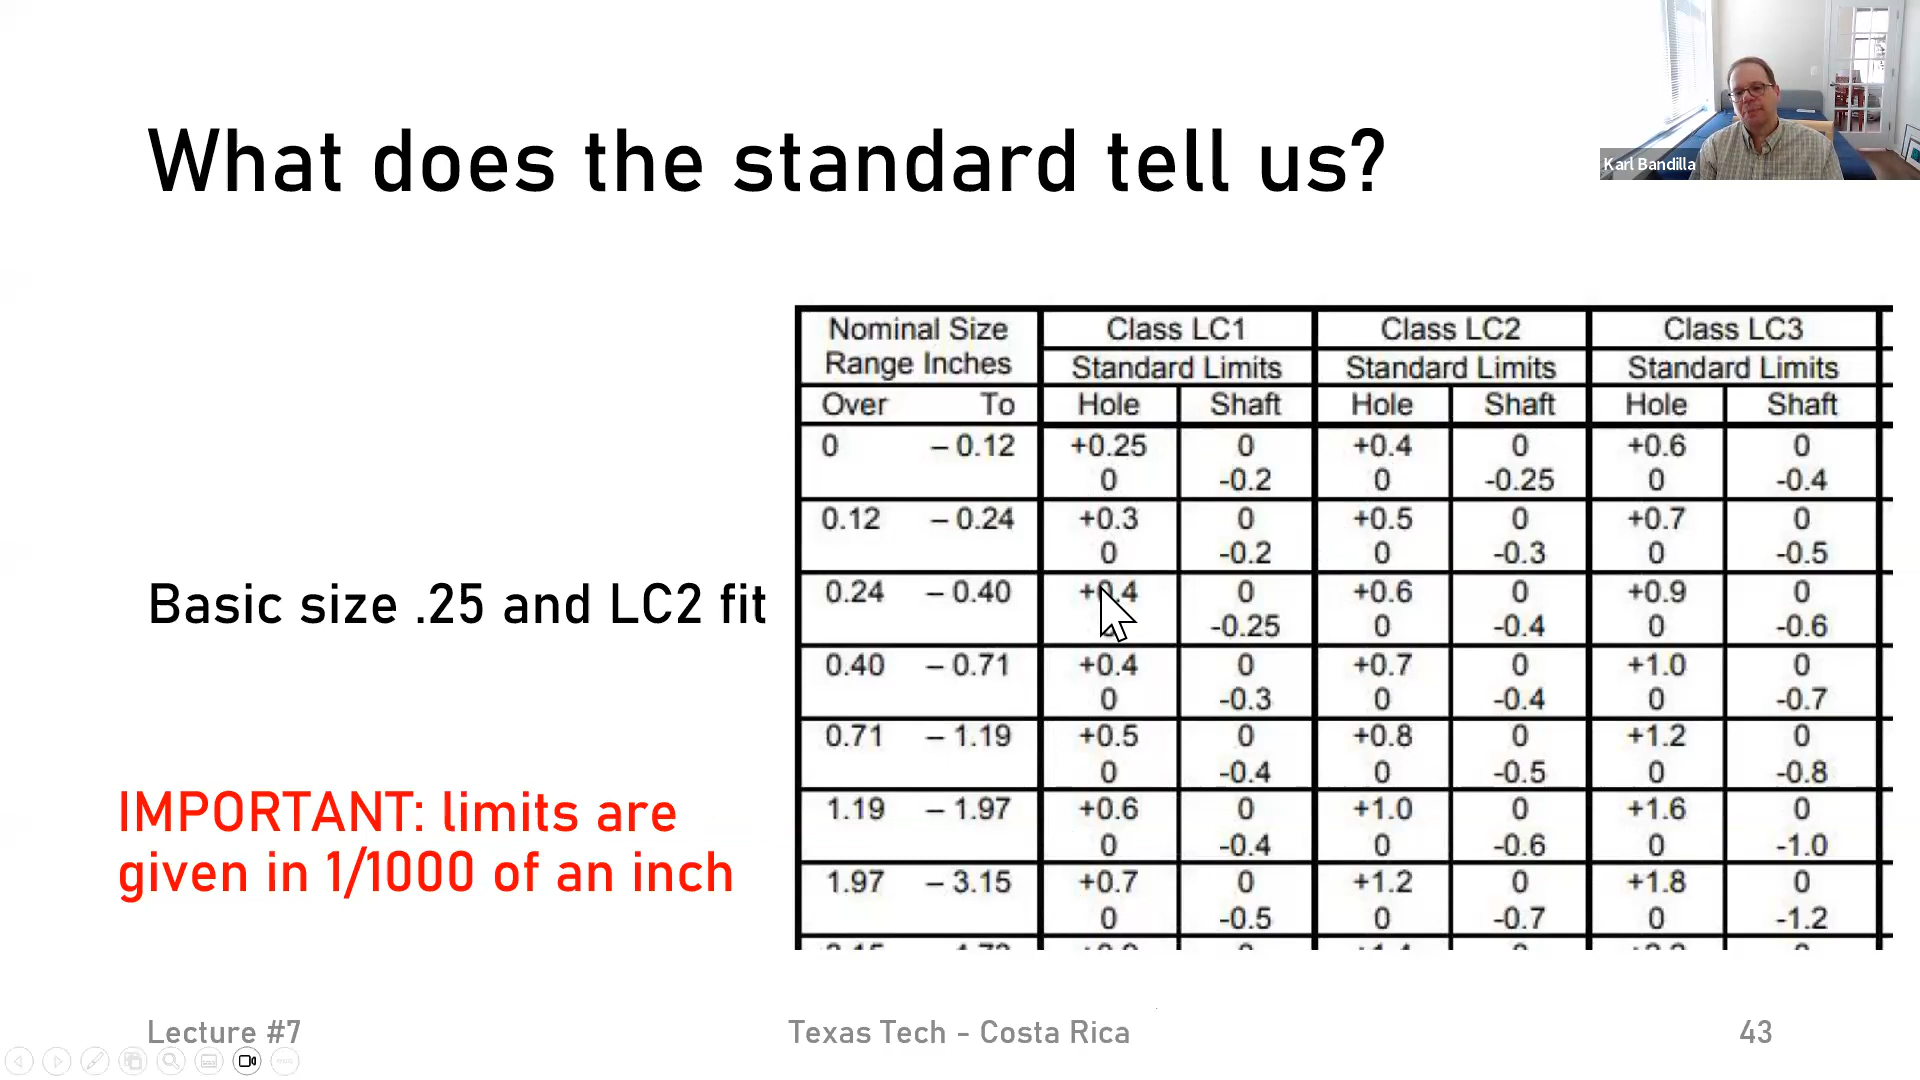 What does the standard tell us?
Karl Bandilla
Nominal Size Range Inches Class LC1 Class LC2 Class LC3
Standard Limits Standard Limits Standard Limits
Over To Hole Shaft Hole Shaft Hole Shaft
0 – 0.12 +0.25 0 +0.4 0 +0.6 0
0 -0.2 0 -0.25 0 -0.4
0.12 – 0.24 +0.3 0 +0.5 0 +0.7 0
0 -0.2 0 -0.3 0 -0.5
0.24 – 0.40 +0.4 0 +0.6 0 +0.9 0
-0.25 0 -0.4 0 -0.6
0.40 – 0.71 +0.4 0 +0.7 0 +1.0 0
0 -0.3 0 -0.4 0 -0.7
0.71 – 1.19 +0.5 0 +0.8 0 +1.2 0
0 -0.4 0 -0.5 0 -0.8
1.19 – 1.97 +0.6 0 +1.0 0 +1.6 0
0 -0.4 0 -0.6 0 -1.0
1.97 – 3.15 +0.7 0 +1.2 0 +1.8 0
0 -0.5 0 -0.7 0 -1.2
Basic size .25 and LC2 fit
IMPORTANT: limits are
given in 1/1000 of an inch
Lecture #7
Texas Tech - Costa Rica
43